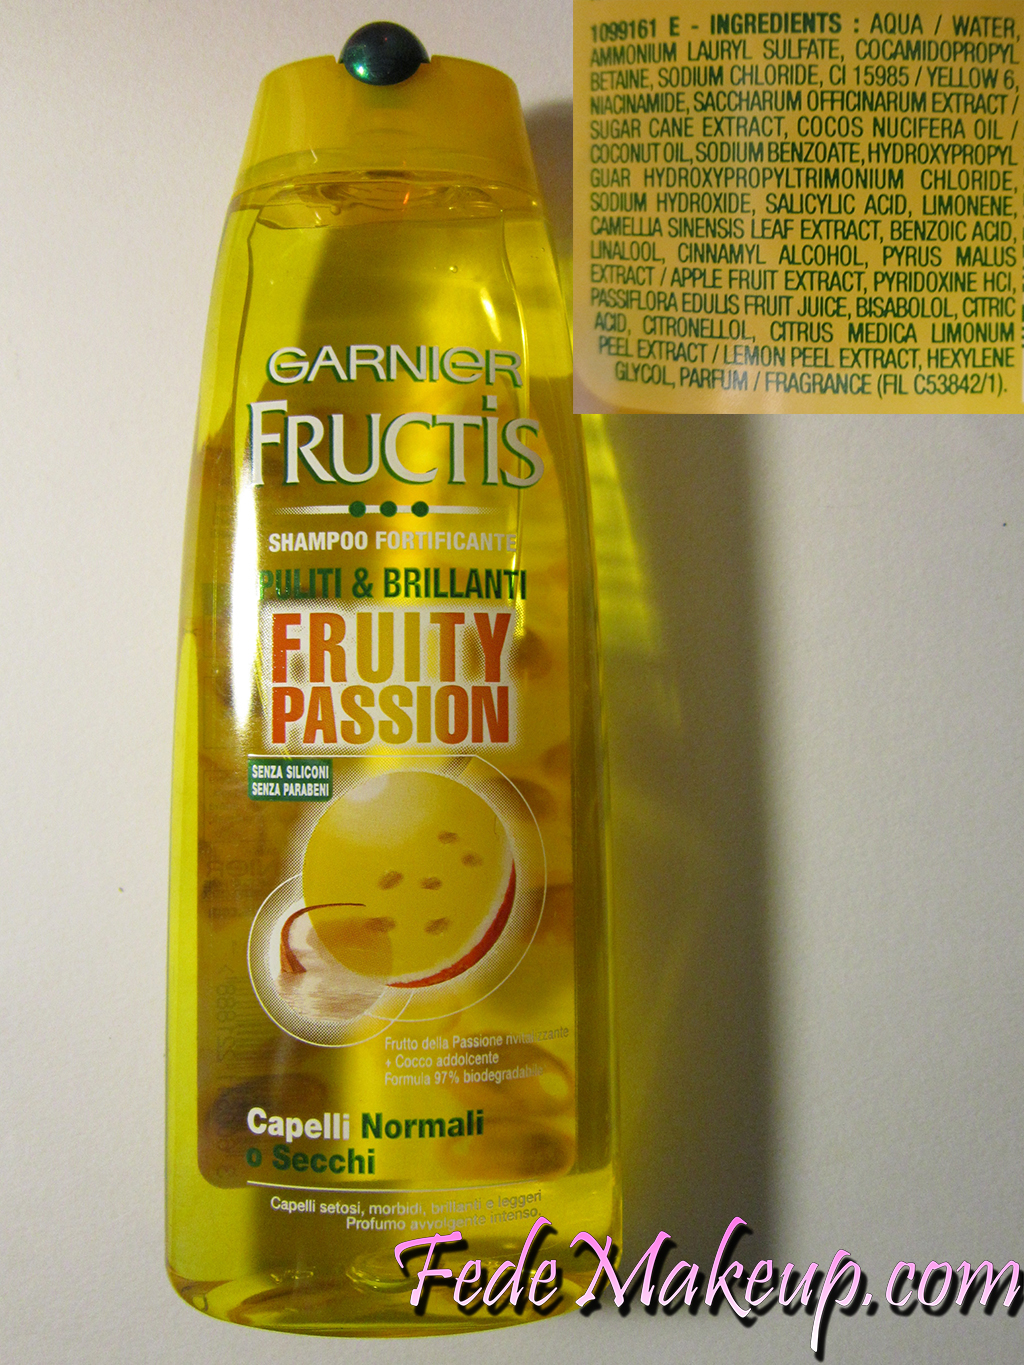 1099161 E - INGREDIENTS : AQUA / WATER,
AMMONIUM LAURYL SULFATE, COCAMIDOPROPYL
BETAINE, SODIUM CHLORIDE, CI 15985 / YELLOW 6,
NIACINAMIDE, SACCHARUM OFFICINARUM EXTRACT /
SUGAR CANE EXTRACT, COCOS NUCIFERA OIL /
COCONUT OIL, SODIUM BENZOATE, HYDROXYPROPYL
GUAR HYDROXYPROPYLTRIMONIUM CHLORIDE,
SODIUM HYDROXIDE, SALICYLIC ACID, LIMONENE,
CAMELLIA SINENSIS LEAF EXTRACT, BENZOIC ACID,
LINALOOL, CINNAMYL ALCOHOL, PYRUS MALUS
EXTRACT / APPLE FRUIT EXTRACT, PYRIDOXINE HCl,
PASSIFLORA EDULIS FRUIT JUICE, BISABOLOL, CITRIC
ACID, CITRONELLOL, CITRUS MEDICA LIMONUM
PEEL EXTRACT / LEMON PEEL EXTRACT, HEXYLENE
GLYCOL, PARFUM / FRAGRANCE (FIL C53842/1).
GARNIER
FRUCTIS
SHAMPOO FORTIFICANTE
PULITI & BRILLANTI
FRUITY
PASSION
SENZA SILICONI
SENZA PARABENI
Frutto della Passione rivitalizzante
+ Cocco addolcente
Formula 97% biodegradabile
Capelli Normali
o Secchi
Capelli setosi, morbidi, brillanti e leggeri
Profumo avvolgente intenso.
FedeMakeup.com